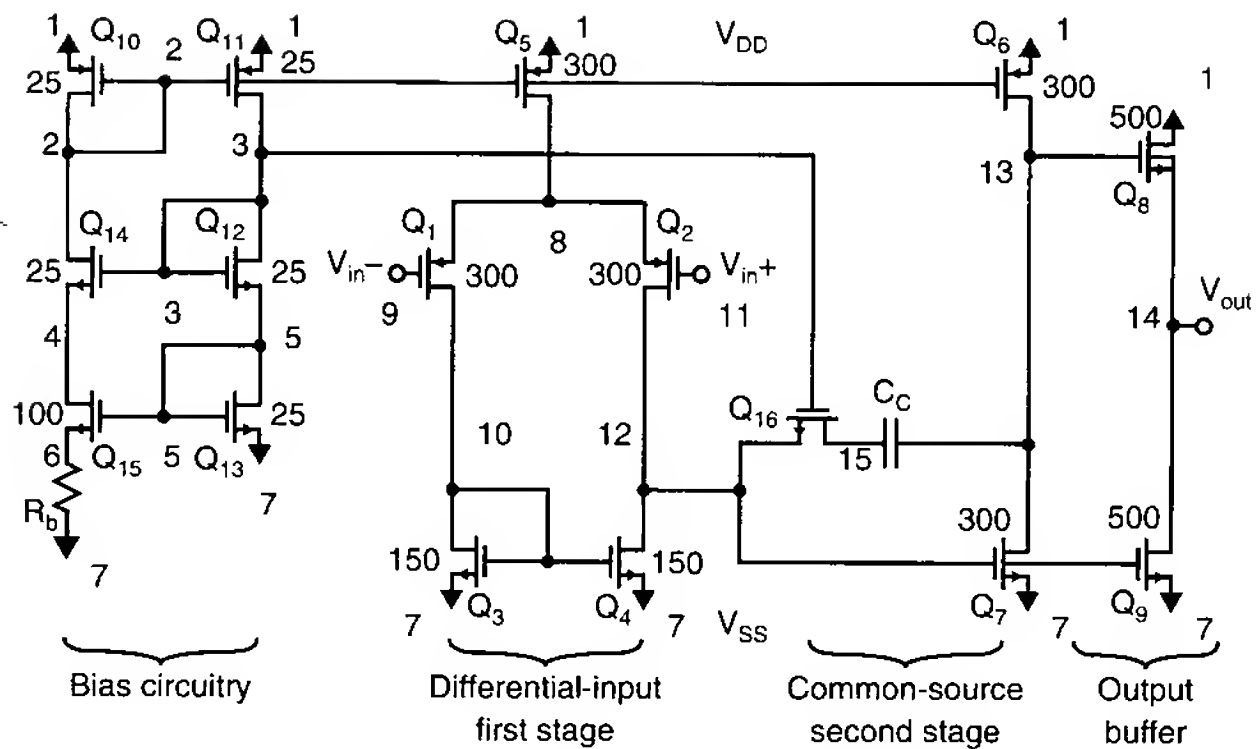 1 Q10 2 Q11 1 Q5 1 VDD Q6 1
25 25 300 300 1
500
2 3 13 Q8
Q14 Q12 Q1 8 Q2
25 25 Vin− 300 300 Vin+ Vout
3 9 11 14
4 5
100 25 10 12 Q16 CC
6 Q15 5 Q13 15
Rb 7 150 150 300 500
7 7 Q3 Q4 7 VSS Q7 7 Q9 7
Bias circuitry Differential-input Common-source Output
first stage second stage buffer